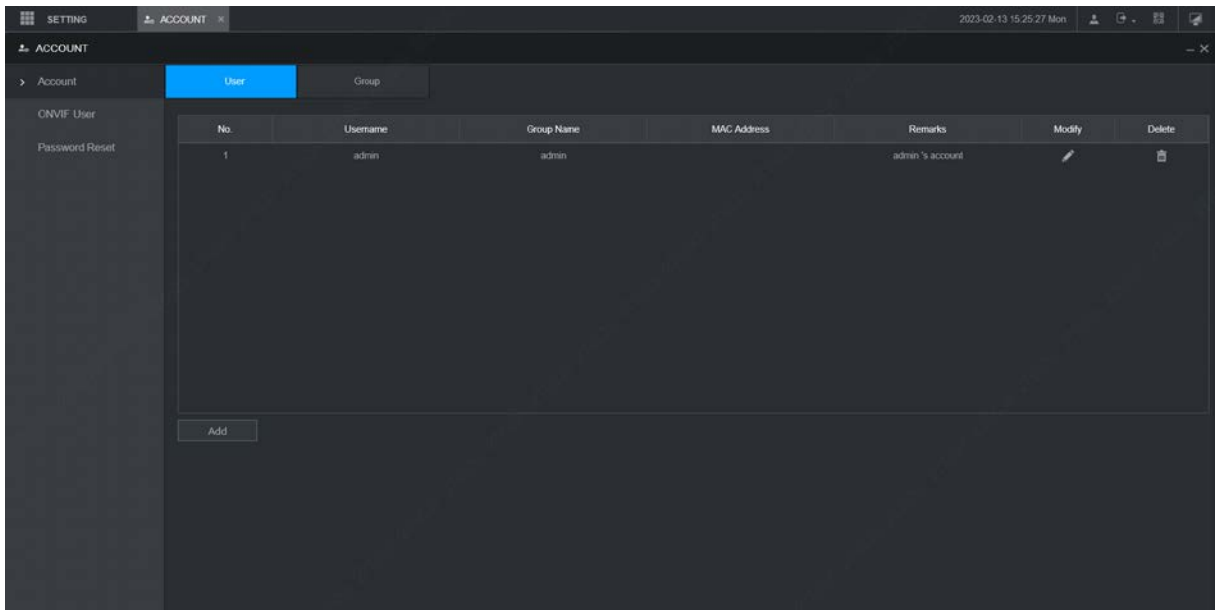 SETTING ACCOUNT × 2023-02-13 15:25:27 Mon
ACCOUNT
Account User Group
ONVIF User
No. Username Group Name MAC Address Remarks Modify Delete
Password Reset
1 admin admin admin 's account
Add